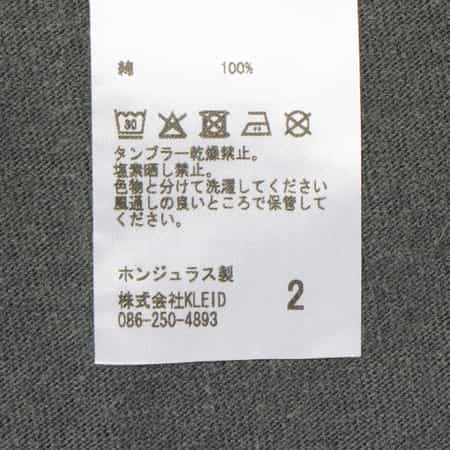 綿 100%
30
タンブラー乾燥禁止。
塩素晒し禁止。
色物と分けて洗濯してください
風通しの良いところで保管して
ください。
ホンジュラス製
株式会社KLEID 2
086-250-4893